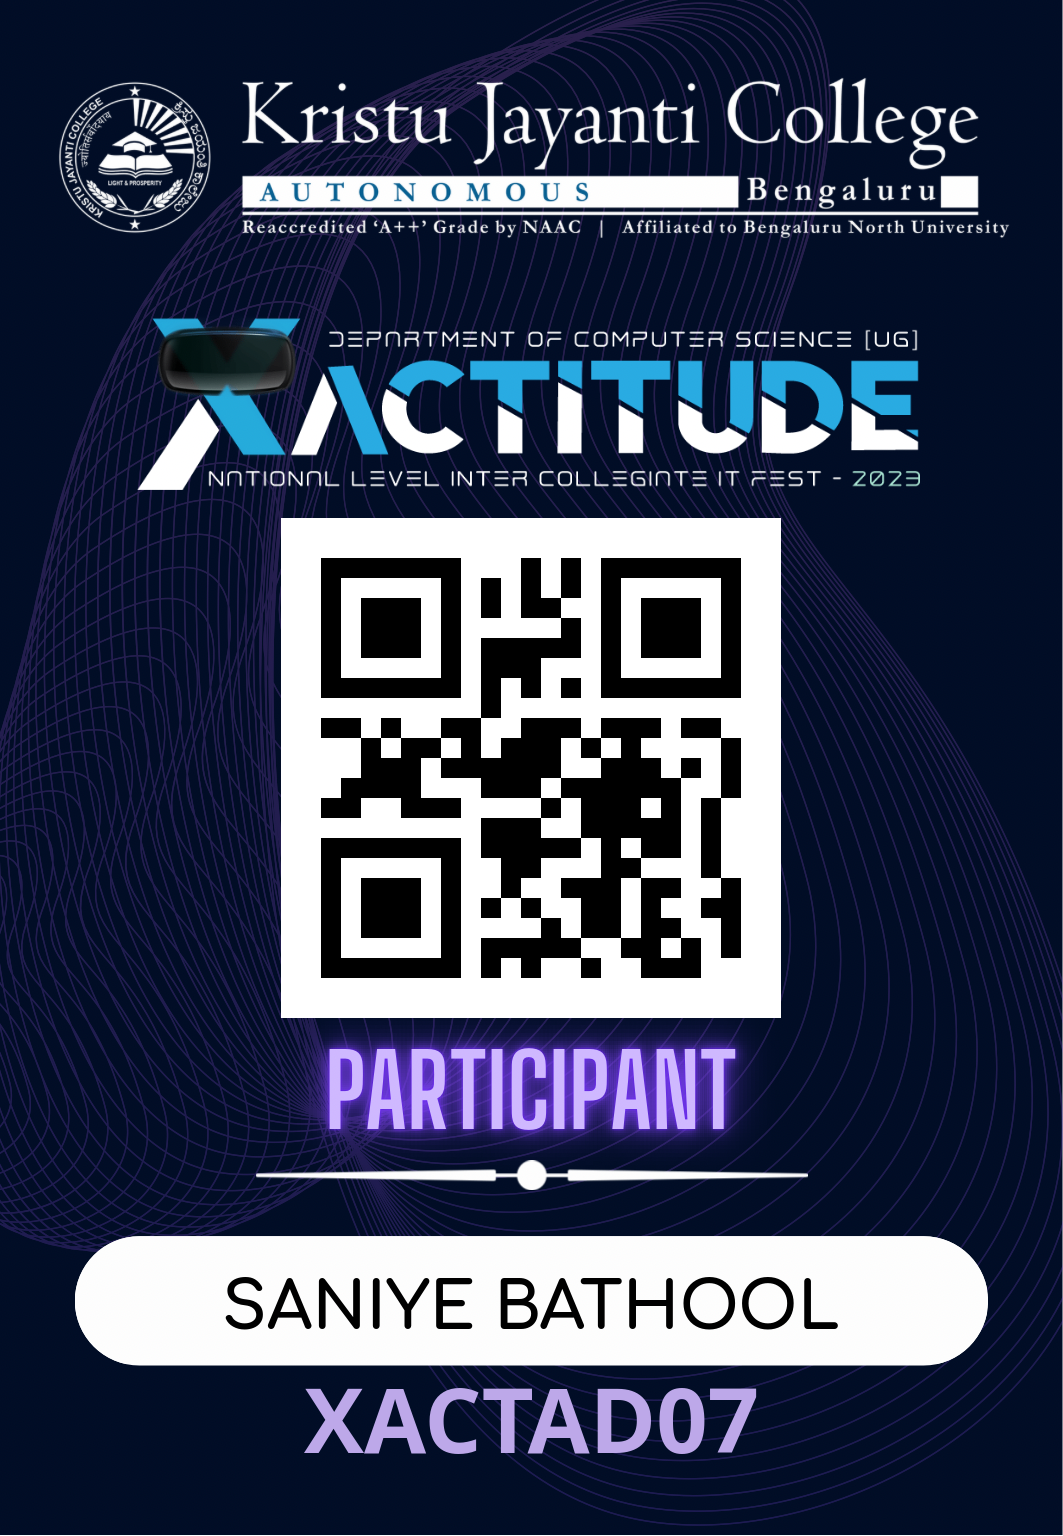 Kristu Jayanti College
AUTONOMOUS Bengaluru
Reaccredited ‘A++’ Grade by NAAC | Affiliated to Bengaluru North University
KRISTU JAYANTI COLLEGE
LIGHT & PROSPERITY
DEPARTMENT OF COMPUTER SCIENCE [UG]
XACTITUDE
NATIONAL LEVEL INTER COLLEGIATE IT FEST - 2023
PARTICIPANT
SANIYE BATHOOL
XACTAD07